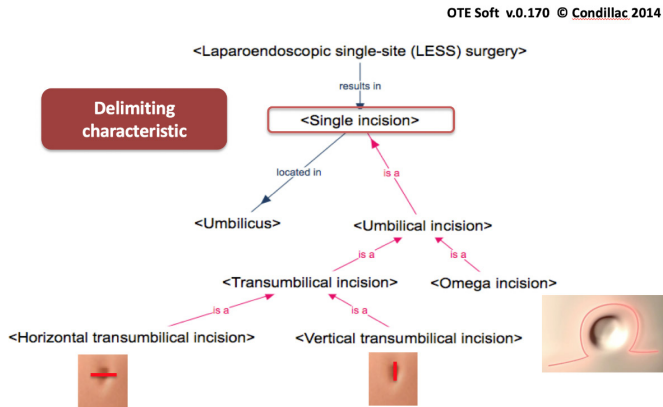 OTE Soft v.0.170 © Condillac 2014
<Laparoendoscopic single-site (LESS) surgery>
results in
Delimiting
characteristic
<Single incision>
located in
is a
<Umbilicus>
<Umbilical incision>
is a
is a
<Transumbilical incision>
<Omega incision>
is a
is a
<Horizontal transumbilical incision>
<Vertical transumbilical incision>